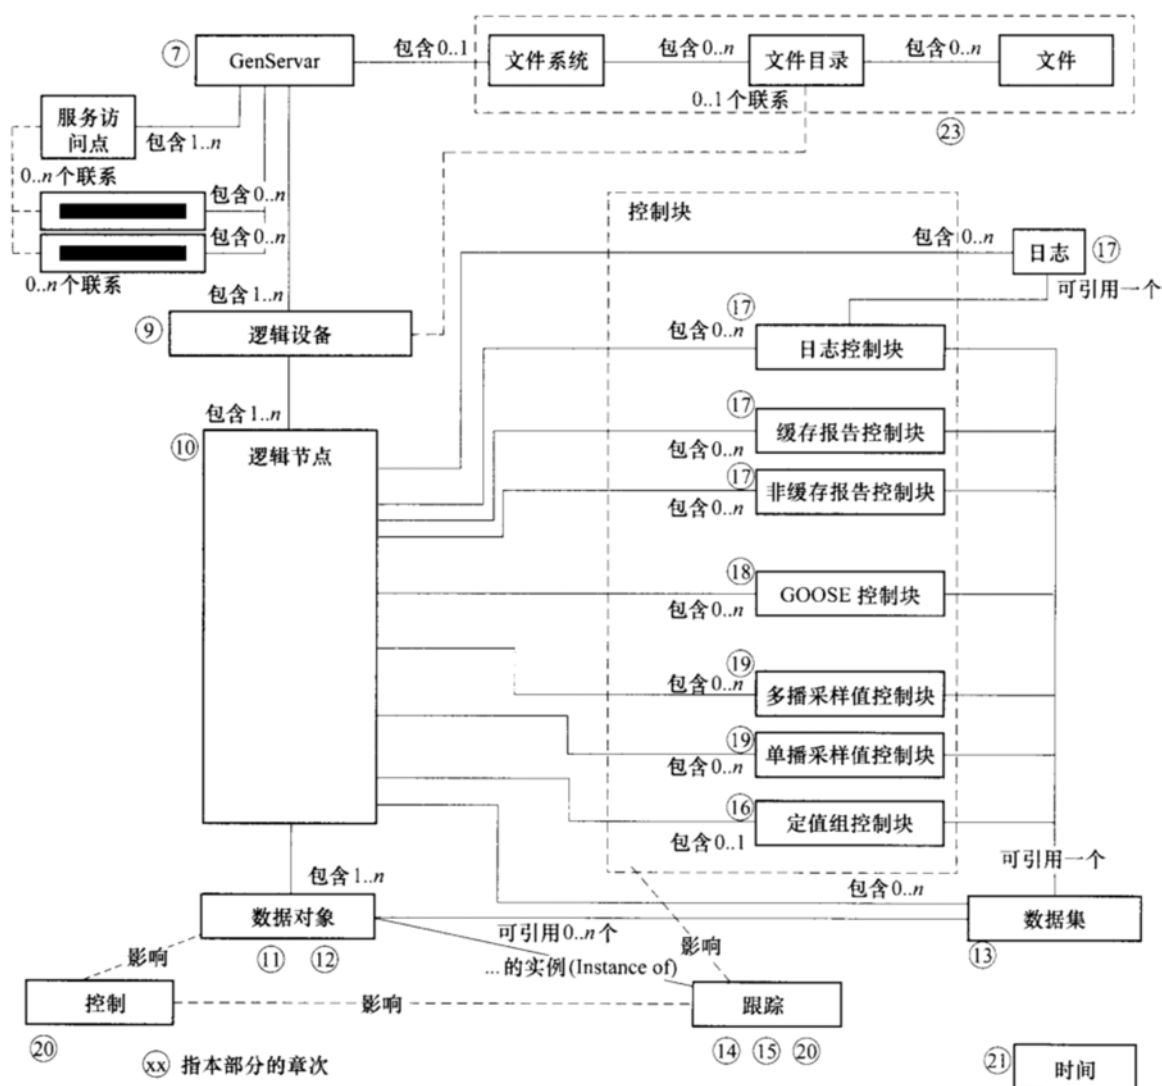 ⑦ GenServar 包含0..1 文件系统 包含0..n 文件目录 包含0..n 文件
0..1个联系
㉓
服务访
问点
包含1..n
0..n个联系
包含0..n
包含0..n
0..n个联系
控制块
包含 0..n 日志 ⑰
可引用一个
包含1..n
⑨ 逻辑设备
⑰
包含0..n 日志控制块
包含1..n
⑩ 逻辑节点
⑰
缓存报告控制块
包含0..n
⑰
非缓存报告控制块
包含0..n
⑱
GOOSE 控制块
包含0..n
⑲
包含0..n 多播采样值控制块
⑲
单播采样值控制块
包含0..n
⑯
定值组控制块
包含0..1
可引用一个
包含1..n
包含0..n
数据对象
⑪ ⑫
可引用0..n个
数据集
⑬
影响
影响
...的实例(Instance of)
控制
⑳
影响
跟踪
⑭ ⑮ ⑳
xx 指本部分的章次
㉑ 时间